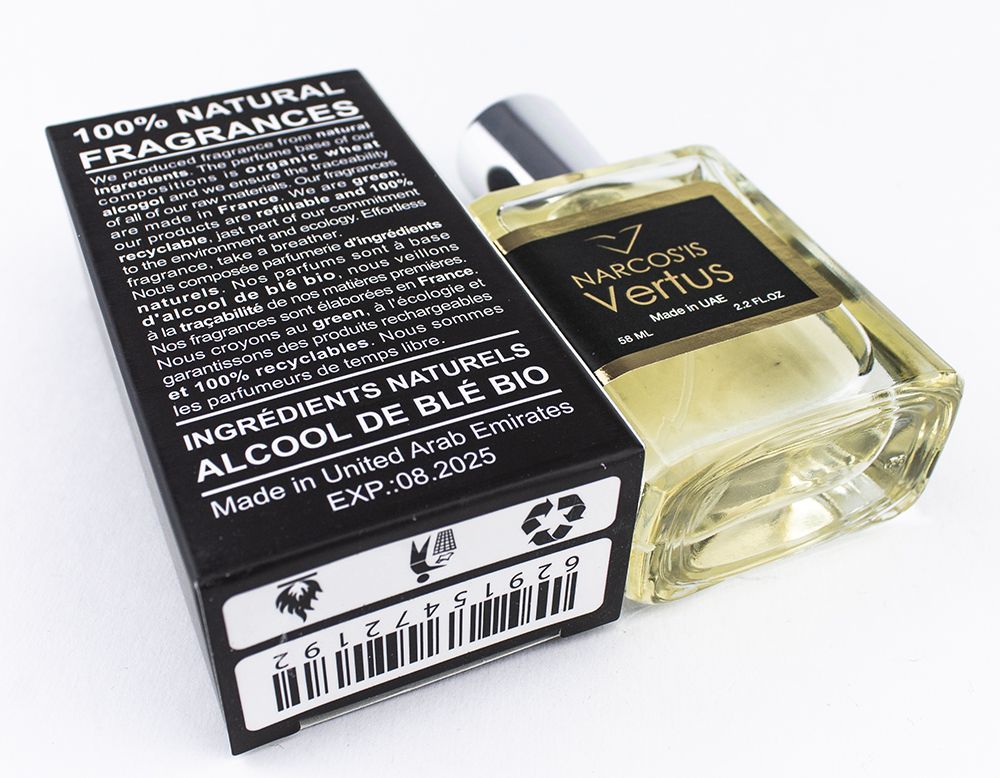 100% NATURAL
FRAGRANCES
We produced fragrance from natural
ingredients. The perfume base of our
compositions is organic wheat
alcogol and we ensure the traceability
of all of our raw materials. Our fragrances
are made in France. We are green,
our products are refillable and 100%
recyclable, just part of our commitmen
to the environment and ecology. Effortless
fragrance, take a breather.
Nous composée parfumerie d'ingrédients
naturels. Nos parfums sont à base
d'alcool de blé bio, nous veillons
à la traçabilité de nos matières premières.
Nos fragrances sont élaborées en France.
Nous croyons au green, à l'écologie et
garantissons des produits rechargeables
et 100% recyclables. Nous sommes
les parfumeurs de temps libre.
INGRÉDIENTS NATURELS
ALCOOL DE BLÉ BIO
Made in United Arab Emirates
EXP.:08.2025
62915472192
NARCOS'IS
Vertus
Made in UAE
58 ML 2.2 FL.OZ